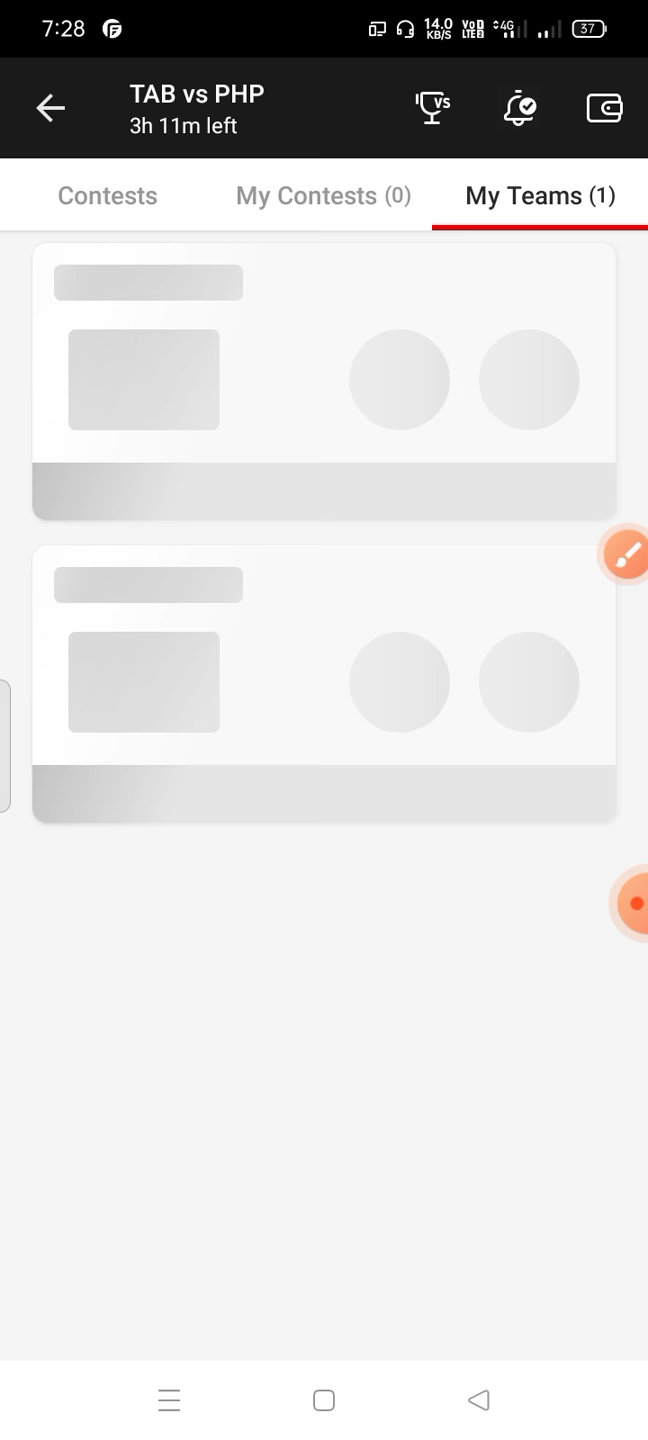 7:28
14.0 KB/S
VoD LTE2
4G
37
TAB vs PHP
3h 11m left
VS
Contests
My Contests (0)
My Teams (1)